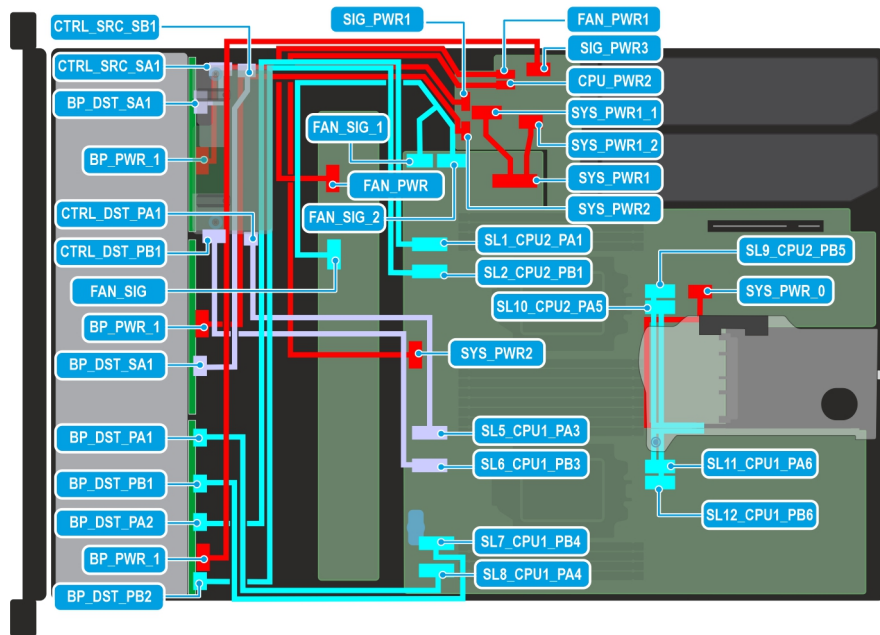 SIG_PWR1
FAN_PWR1
CTRL_SRC_SB1
SIG_PWR3
CTRL_SRC_SA1
CPU_PWR2
BP_DST_SA1
SYS_PWR1_1
FAN_SIG_1
SYS_PWR1_2
BP_PWR_1
FAN_PWR
SYS_PWR1
CTRL_DST_PA1
FAN_SIG_2
SYS_PWR2
SL1_CPU2_PA1
CTRL_DST_PB1
SL9_CPU2_PB5
SL2_CPU2_PB1
FAN_SIG
SYS_PWR_0
SL10_CPU2_PA5
BP_PWR_1
SYS_PWR2
BP_DST_SA1
SL5_CPU1_PA3
BP_DST_PA1
SL6_CPU1_PB3
SL11_CPU1_PA6
BP_DST_PB1
SL12_CPU1_PB6
BP_DST_PA2
SL7_CPU1_PB4
BP_PWR_1
SL8_CPU1_PA4
BP_DST_PB2